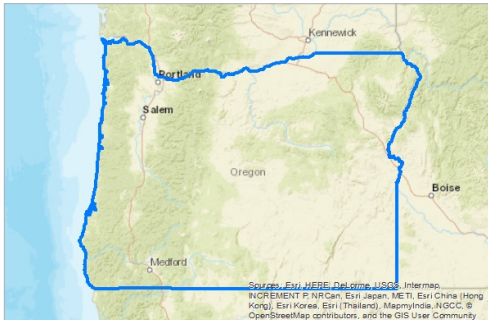 Kennewick
Portland
Salem
Oregon
Boise
Medford
Sources: Esri, HERE, DeLorme, USGS, Intermap,
INCREMENT P, NRCan, Esri Japan, METI, Esri China (Hong
Kong), Esri Korea, Esri (Thailand), MapmyIndia, NGCC, ©
OpenStreetMap contributors, and the GIS User Community